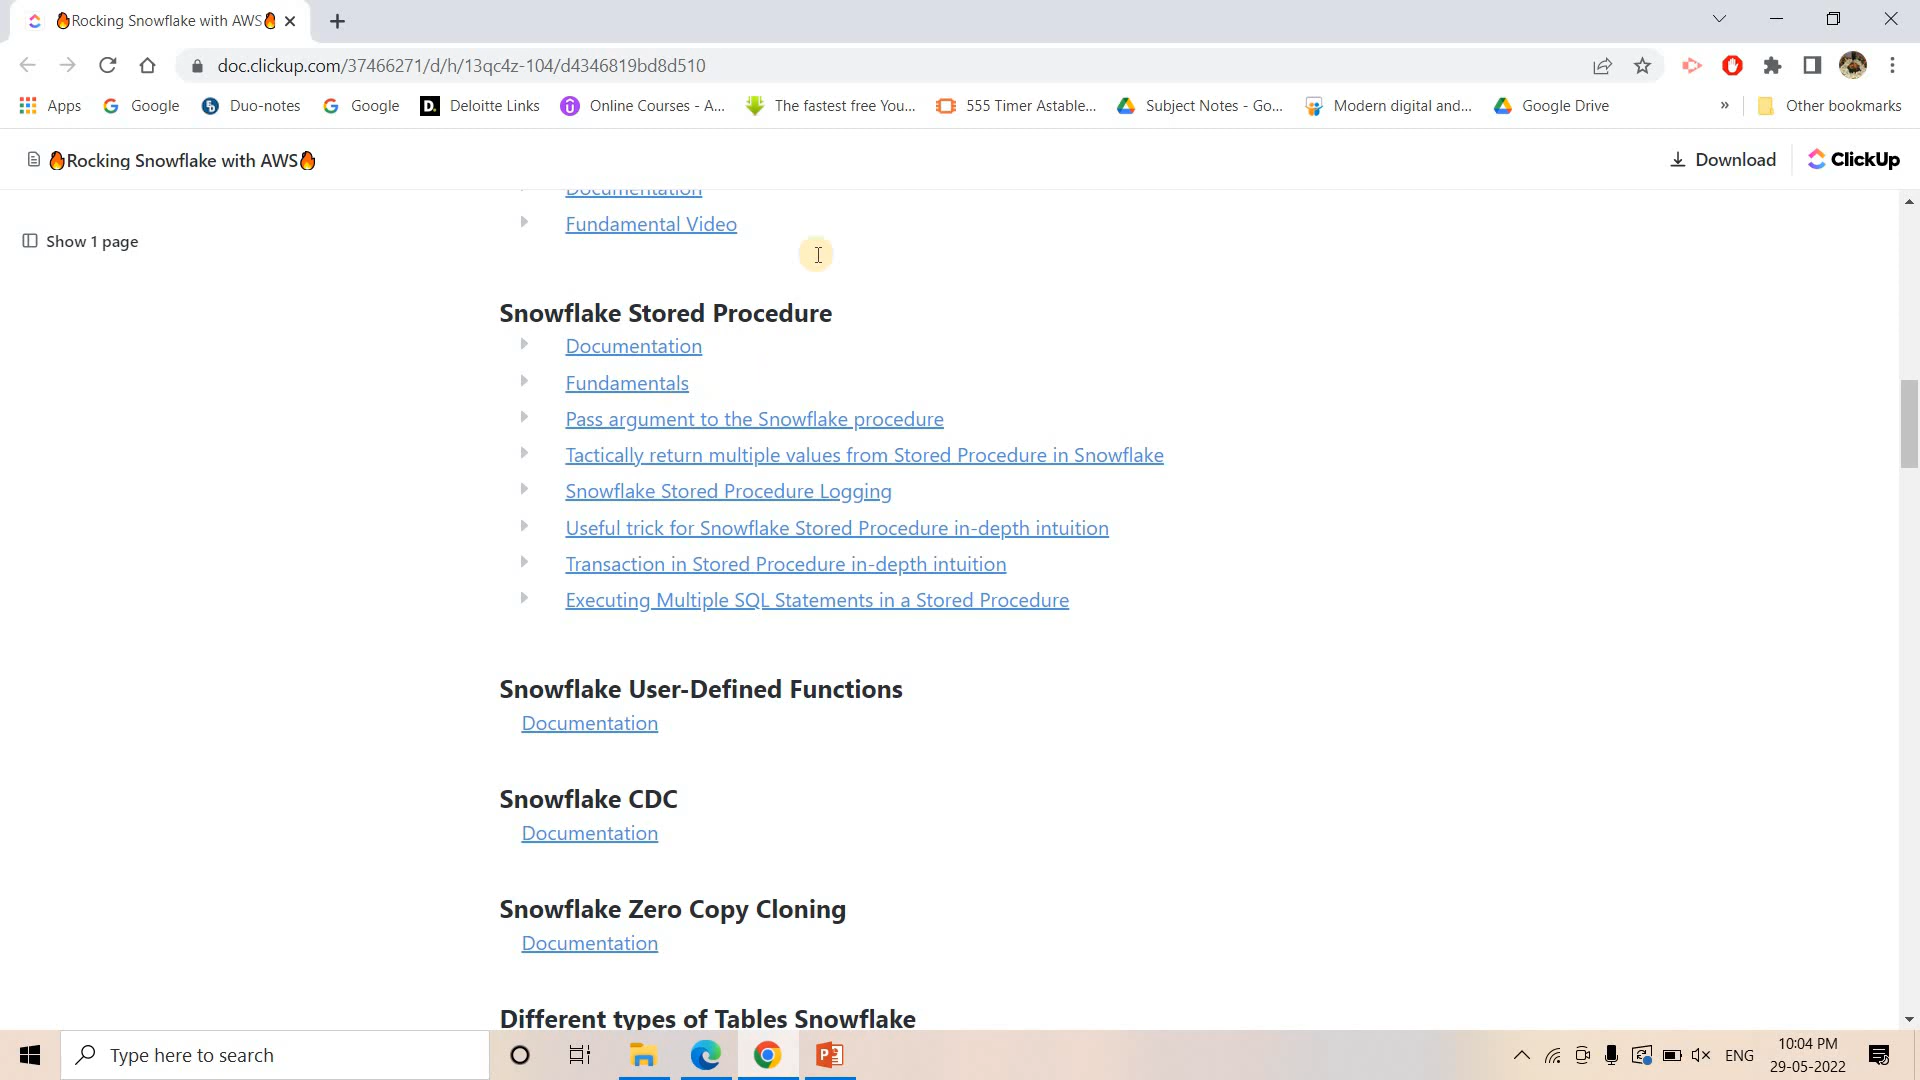 🔥Rocking Snowflake with AWS🔥
doc.clickup.com/37466271/d/h/13qc4z-104/d4346819bd8d510
Apps Google Duo-notes Google Deloitte Links Online Courses - A... The fastest free You... 555 Timer Astable... Subject Notes - Go... Modern digital and... Google Drive » Other bookmarks
🔥Rocking Snowflake with AWS🔥 Download ClickUp
Documentation
Fundamental Video
Show 1 page
Snowflake Stored Procedure
Documentation
Fundamentals
Pass argument to the Snowflake procedure
Tactically return multiple values from Stored Procedure in Snowflake
Snowflake Stored Procedure Logging
Useful trick for Snowflake Stored Procedure in-depth intuition
Transaction in Stored Procedure in-depth intuition
Executing Multiple SQL Statements in a Stored Procedure
Snowflake User-Defined Functions
Documentation
Snowflake CDC
Documentation
Snowflake Zero Copy Cloning
Documentation
Different types of Tables Snowflake
Type here to search
ENG
10:04 PM
29-05-2022